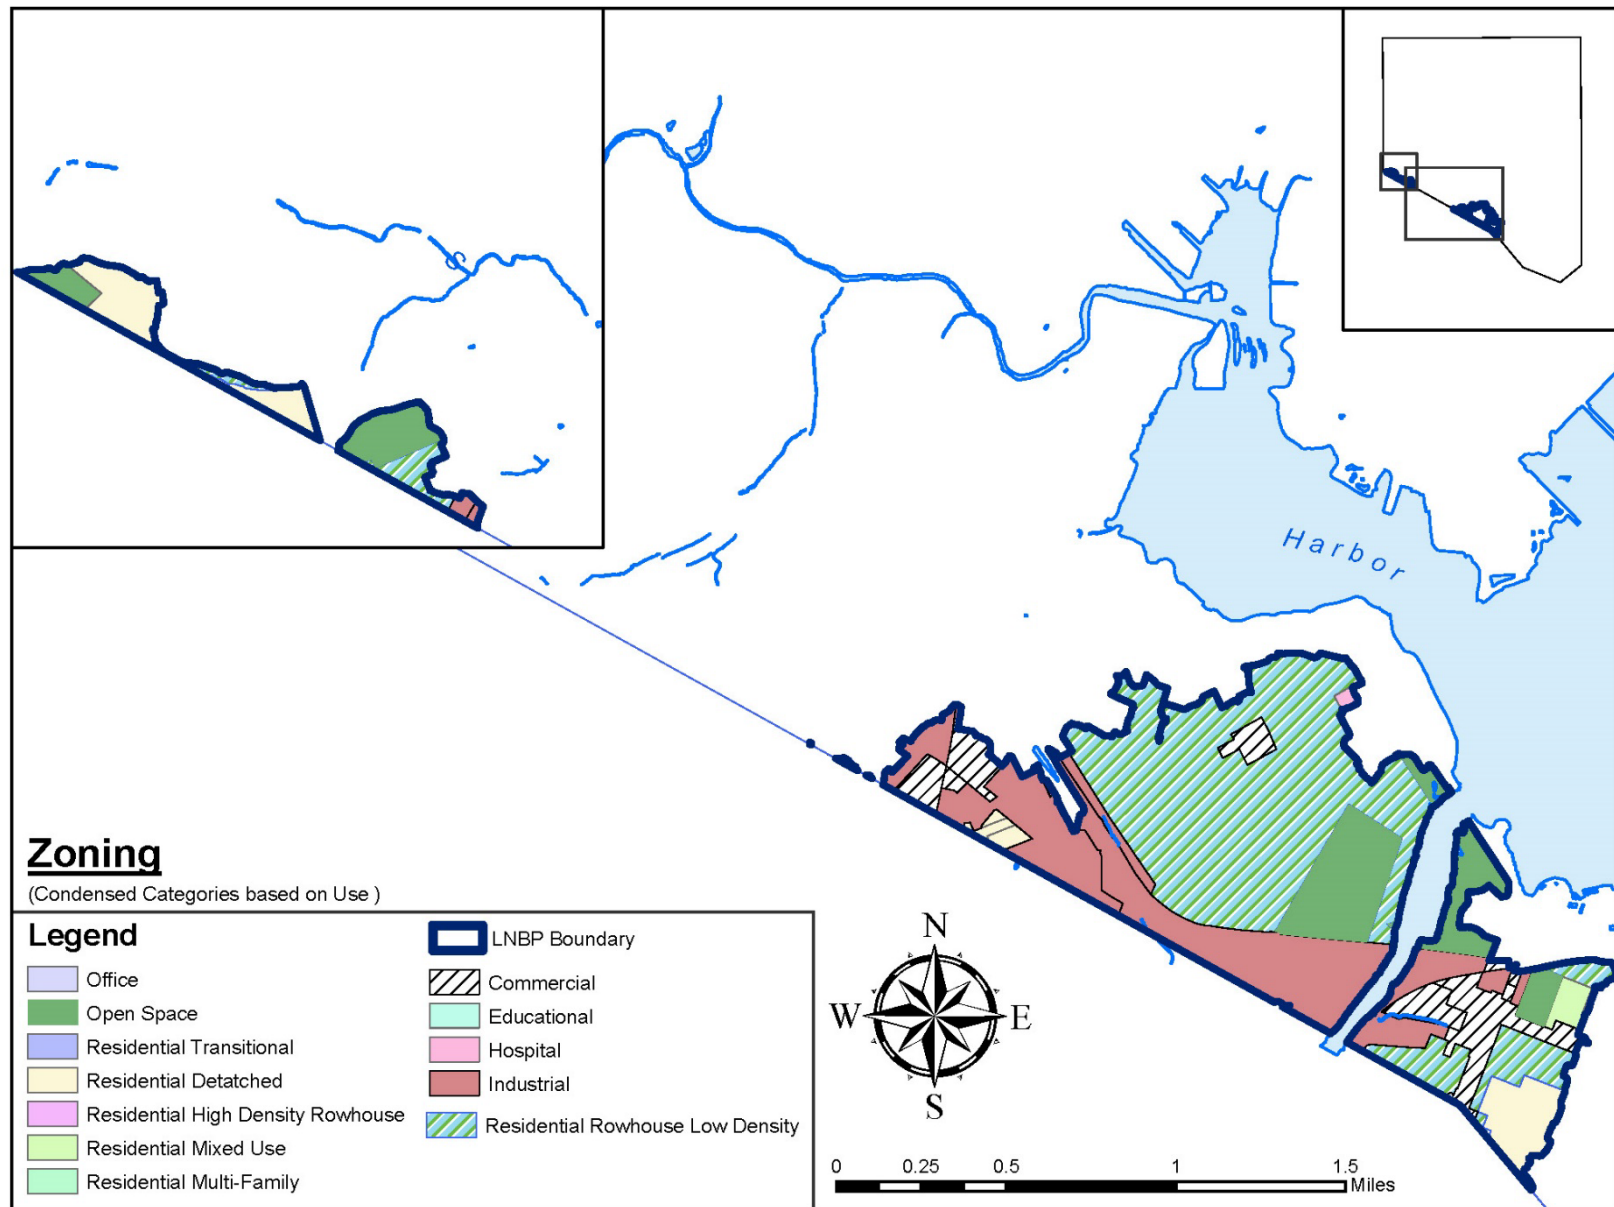 Harbor
Zoning
(Condensed Categories based on Use )
Legend
Office
Open Space
Residential Transitional
Residential Detatched
Residential High Density Rowhouse
Residential Mixed Use
Residential Multi-Family
LNBP Boundary
Commercial
Educational
Hospital
Industrial
Residential Rowhouse Low Density
N
W E
S
0 0.25 0.5 1 1.5
Miles